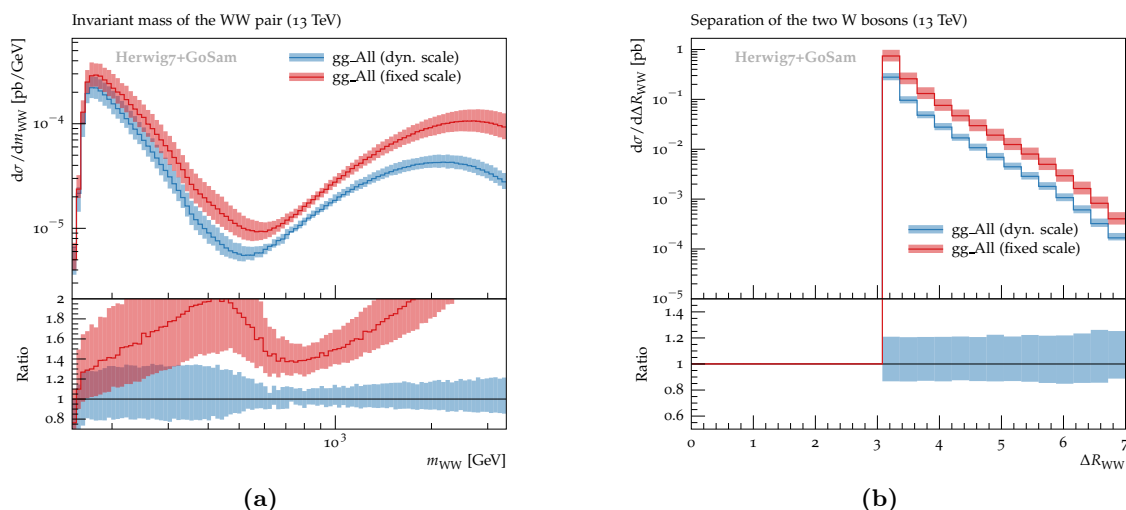 Invariant mass of the WW pair (13 TeV)
Herwig7+GoSam
gg_All (dyn. scale)
gg_All (fixed scale)
10⁻⁴
10⁻⁵
dσ/dm_WW [pb/GeV]
2
1.8
1.6
1.4
1.2
1
0.8
Ratio
10³
m_WW [GeV]
(a)
Separation of the two W bosons (13 TeV)
Herwig7+GoSam
1
10⁻¹
10⁻²
10⁻³
10⁻⁴
10⁻⁵
dσ/dΔR_WW [pb]
gg_All (dyn. scale)
gg_All (fixed scale)
1.4
1.2
1
0.8
0.6
Ratio
0 1 2 3 4 5 6 7
ΔR_WW
(b)